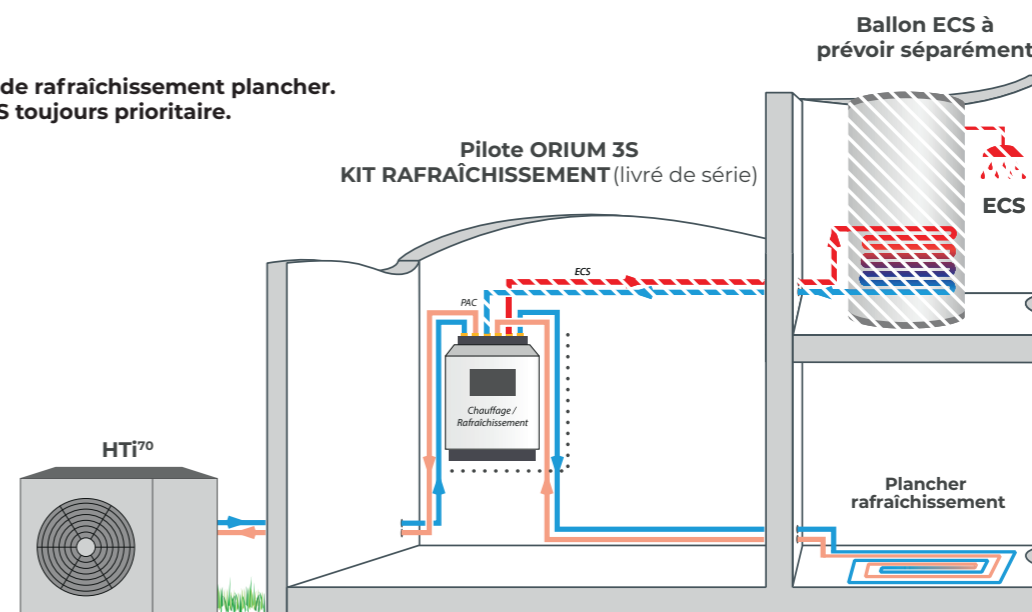 Ballon ECS à
prévoir séparément
de rafraîchissement plancher.
toujours prioritaire.
Pilote ORIUM 3S
KIT RAFRAÎCHISSEMENT (livré de série)
ECS
ECS
PAC
Chauffage /
Rafraîchissement
HTi⁷⁰
Plancher
rafraîchissement